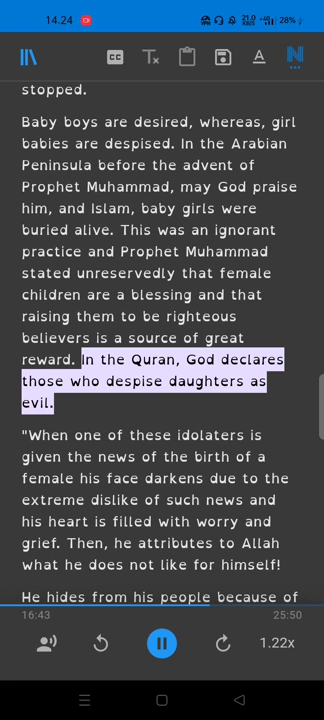 14.24
21.0 KB/S
28%
CC
A
stopped.
Baby boys are desired, whereas, girl
babies are despised. In the Arabian
Peninsula before the advent of
Prophet Muhammad, may God praise
him, and Islam, baby girls were
buried alive. This was an ignorant
practice and Prophet Muhammad
stated unreservedly that female
children are a blessing and that
raising them to be righteous
believers is a source of great
reward. In the Quran, God declares
those who despise daughters as
evil.
"When one of these idolaters is
given the news of the birth of a
female his face darkens due to the
extreme dislike of such news and
his heart is filled with worry and
grief. Then, he attributes to Allah
what he does not like for himself!
He hides from his people because of
16:43
25:50
1.22x